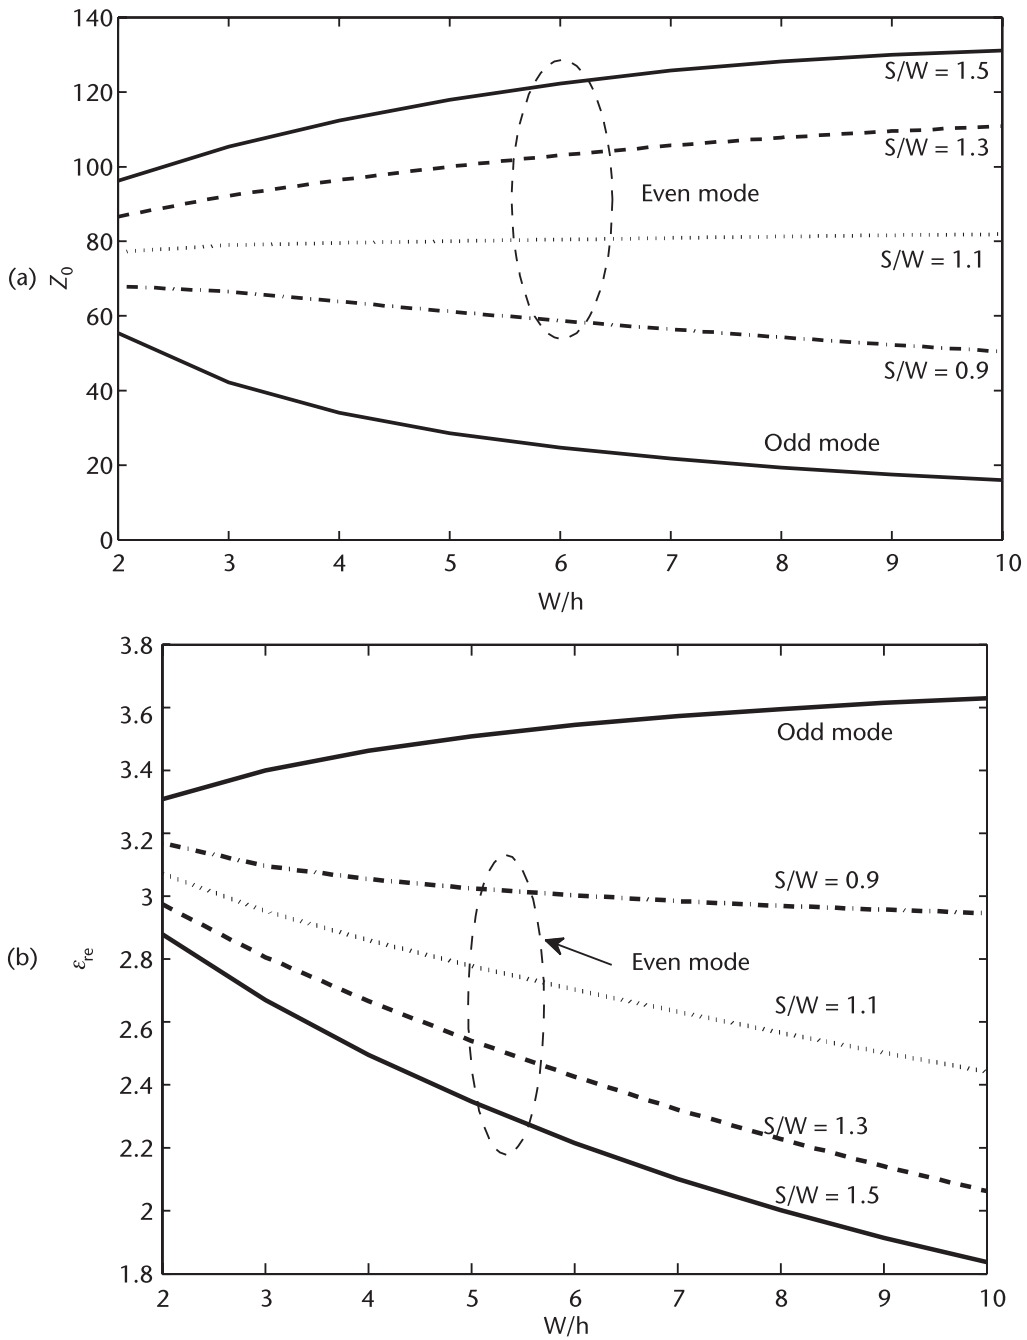 140
120
100
80
60
40
20
0
(a)
Z0
S/W = 1.5
S/W = 1.3
Even mode
S/W = 1.1
S/W = 0.9
Odd mode
2 3 4 5 6 7 8 9 10
W/h
3.8
3.6
3.4
3.2
3
2.8
2.6
2.4
2.2
2
1.8
(b)
εre
Odd mode
S/W = 0.9
Even mode
S/W = 1.1
S/W = 1.3
S/W = 1.5
2 3 4 5 6 7 8 9 10
W/h